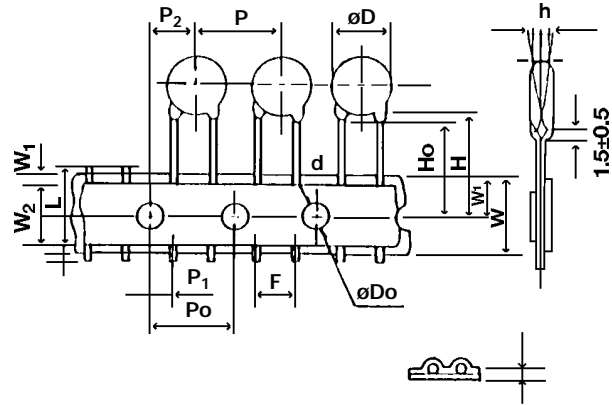 P₂ P øD h
1.5±0.5
Ho H
W₁ L W₂
d
W₁ W
P₁ F
Po øDo